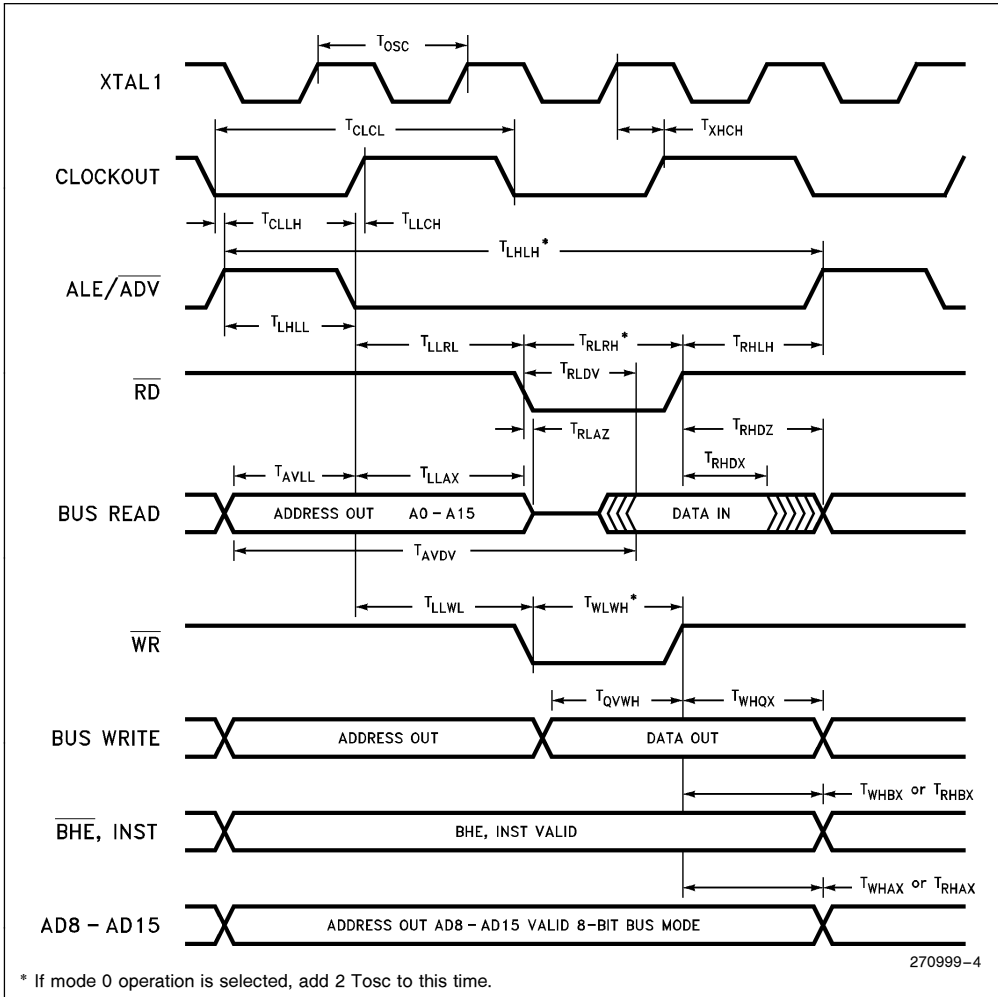 TOSC
XTAL1
TCLCL
TXHCH
CLOCKOUT
TCLLH
TLLCH
TLHLH*
ALE/ADV
TLHLL
TLLRL
TRLRH*
TRHLH
TRLDV
RD
TRLAZ
TRHDZ
TRHDX
TAVLL
TLLAX
BUS READ
ADDRESS OUT A0-A15
DATA IN
TAVDV
TLLWL
TWLWH*
WR
TQVWH
TWHQX
BUS WRITE
ADDRESS OUT
DATA OUT
TWHBX or TRHBX
BHE, INST
BHE, INST VALID
TWHAX or TRHAX
AD8-AD15
ADDRESS OUT AD8-AD15 VALID 8-BIT BUS MODE
270999-4
* If mode 0 operation is selected, add 2 Tosc to this time.